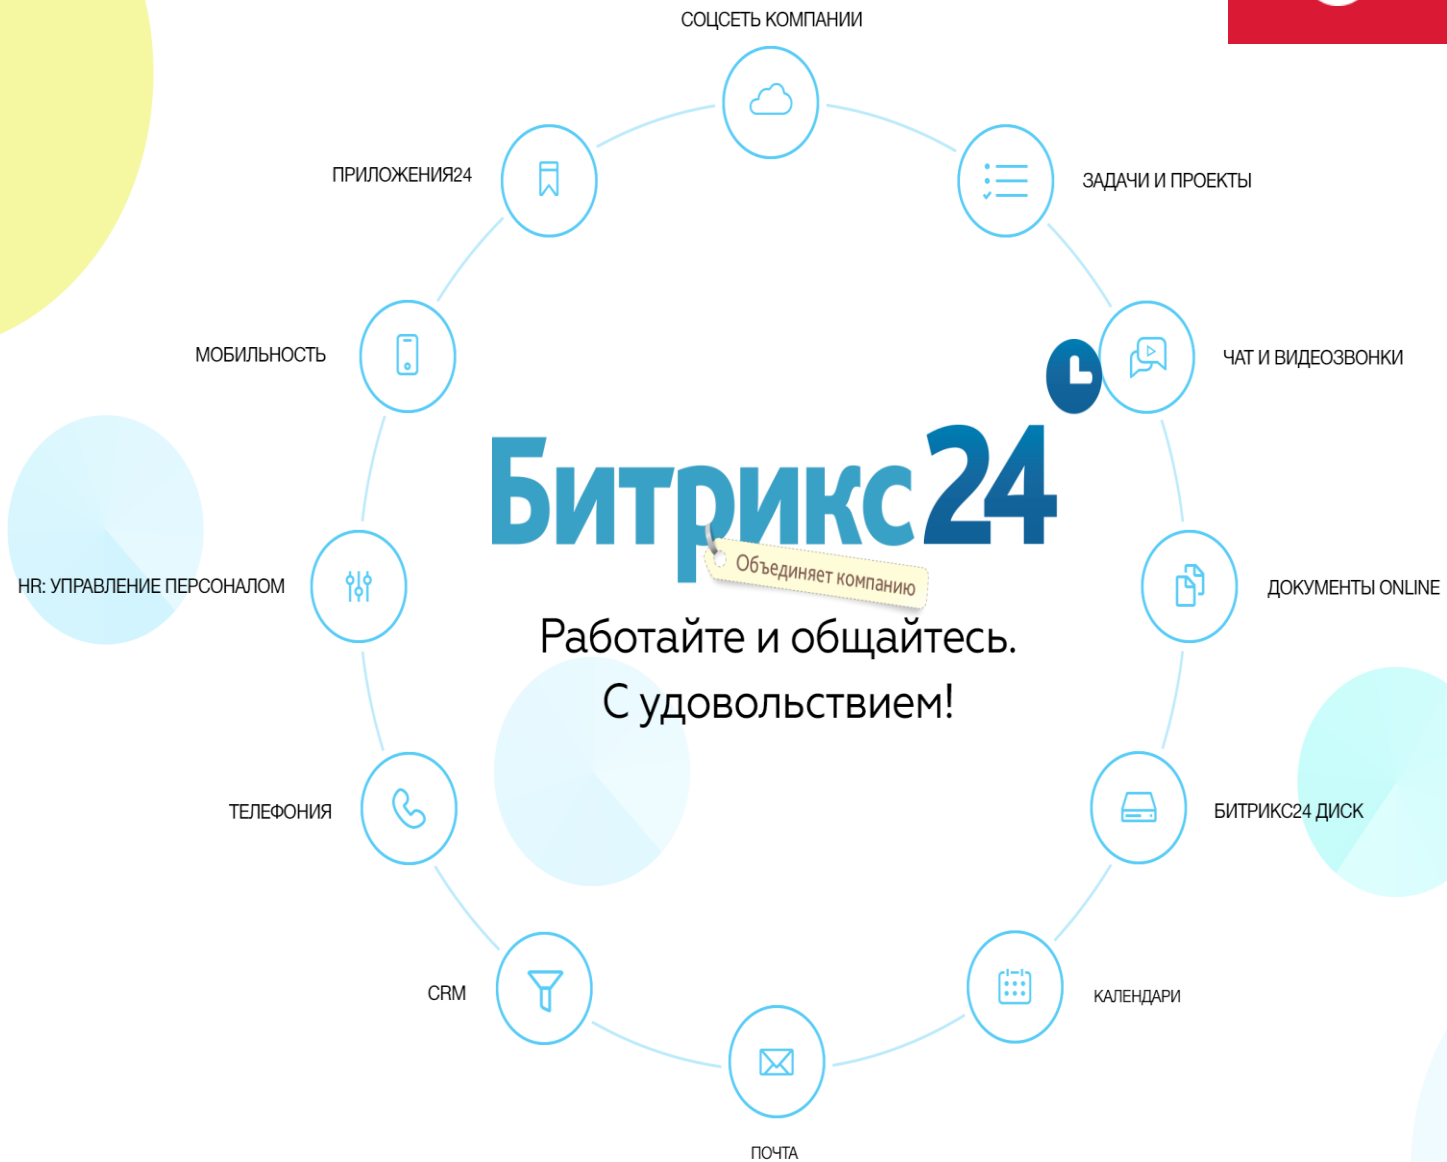 СОЦСЕТЬ КОМПАНИИ
ПРИЛОЖЕНИЯ24
ЗАДАЧИ И ПРОЕКТЫ
МОБИЛЬНОСТЬ
ЧАТ И ВИДЕОЗВОНКИ
Битрикс24
Объединяет компанию
HR: УПРАВЛЕНИЕ ПЕРСОНАЛОМ
ДОКУМЕНТЫ ONLINE
Работайте и общайтесь.
С удовольствием!
ТЕЛЕФОНИЯ
БИТРИКС24 ДИСК
CRM
КАЛЕНДАРИ
ПОЧТА